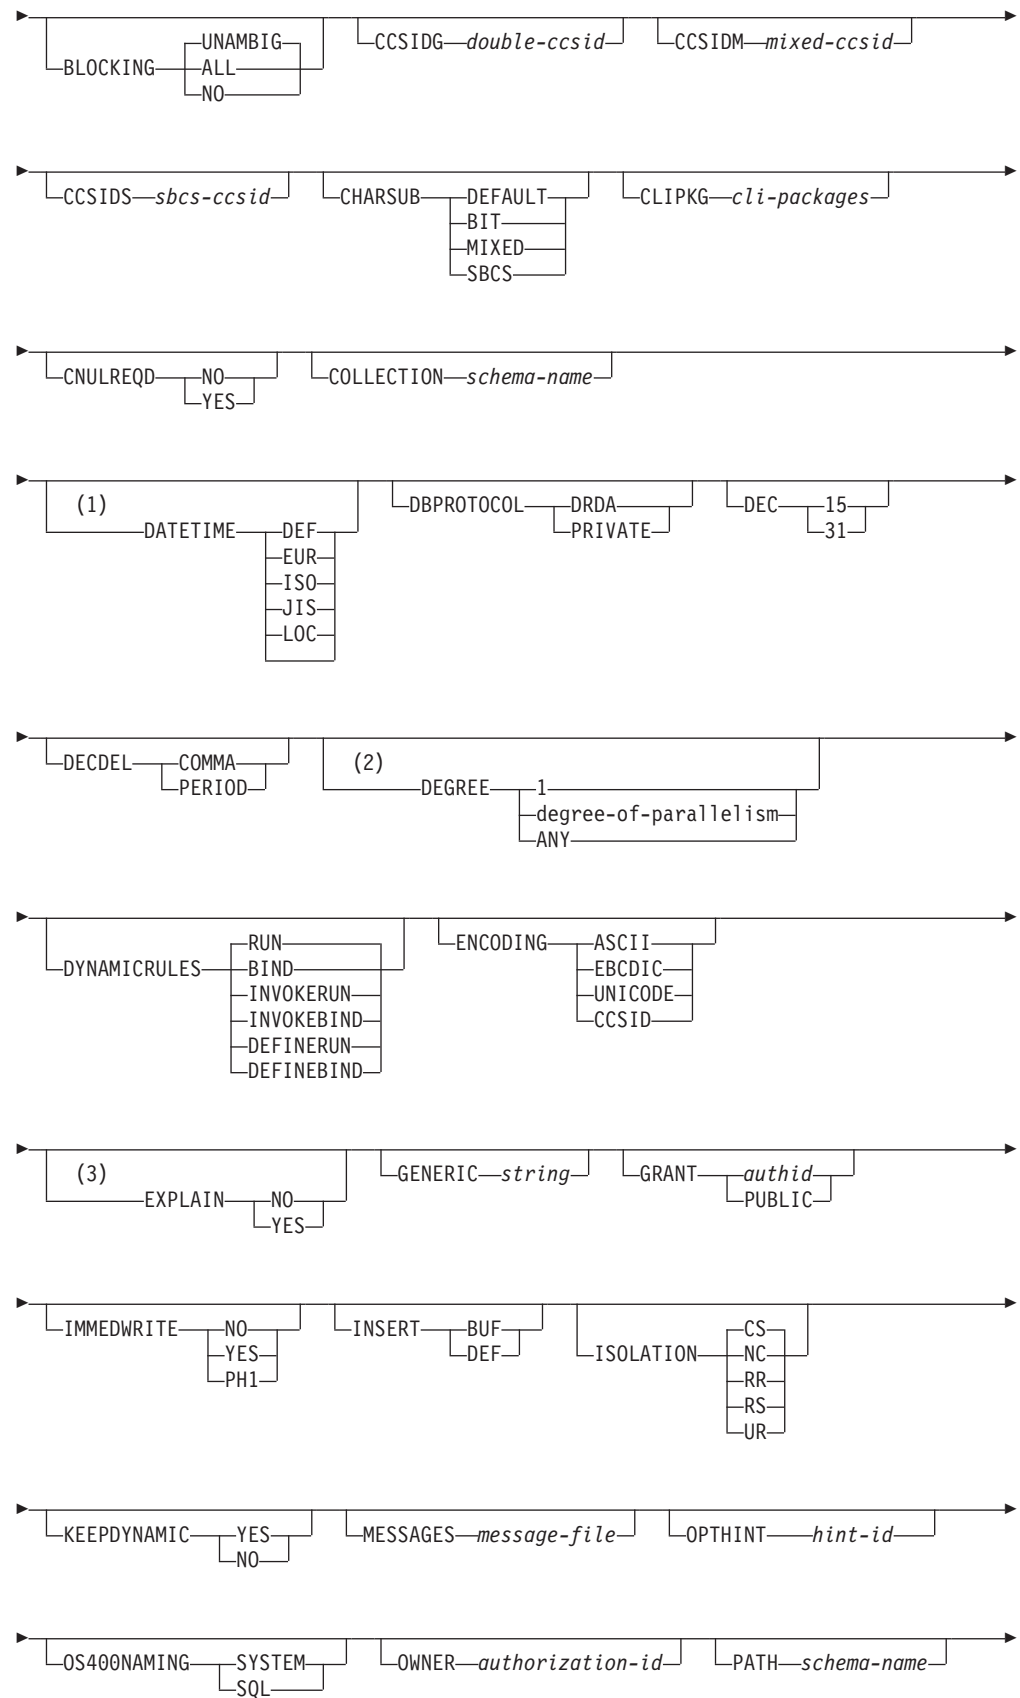 UNAMBIG CCSIDG double-ccsid CCSIDM mixed-ccsid
BLOCKING ALL
NO
CCSIDS sbcs-ccsid CHARSUB DEFAULT CLIPKG cli-packages
BIT
MIXED
SBCS
CNULREQD NO COLLECTION schema-name
YES
(1) DBPROTOCOL DRDA DEC 15
DATETIME DEF PRIVATE 31
EUR
ISO
JIS
LOC
DECDEL COMMA (2)
PERIOD DEGREE 1
degree-of-parallelism
ANY
RUN ENCODING ASCII
DYNAMICRULES BIND EBCDIC
INVOKERUN UNICODE
INVOKEBIND CCSID
DEFINERUN
DEFINEBIND
(3) GENERIC string GRANT authid
EXPLAIN NO PUBLIC
YES
IMMEDWRITE NO INSERT BUF CS
YES DEF ISOLATION NC
PH1 RR
RS
UR
KEEPDYNAMIC YES MESSAGES message-file OPTHINT hint-id
NO
OS400NAMING SYSTEM OWNER authorization-id PATH schema-name
SQL